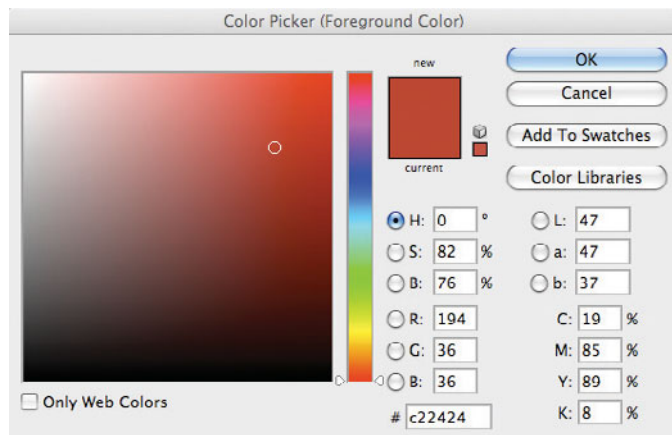 Color Picker (Foreground Color)
new
current
OK
Cancel
Add To Swatches
Color Libraries
H: 0 °
S: 82 %
B: 76 %
R: 194
G: 36
B: 36
# c22424
L: 47
a: 47
b: 37
C: 19 %
M: 85 %
Y: 89 %
K: 8 %
Only Web Colors